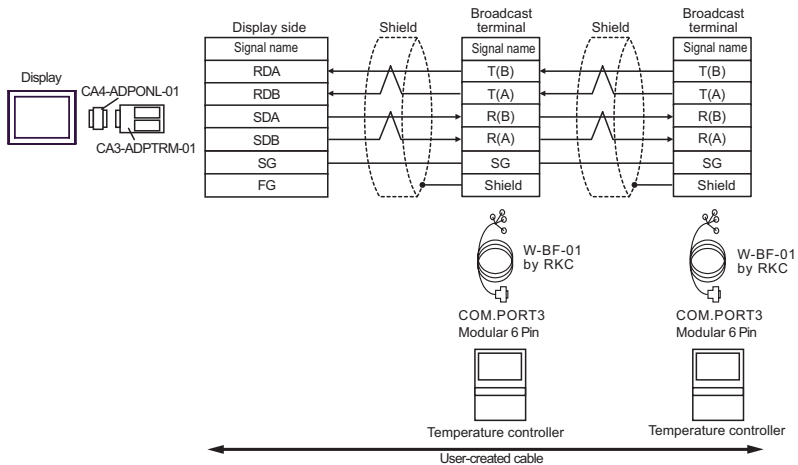 Display
CA4-ADPONL-01
CA3-ADPTRM-01
Display side
Signal name
RDA
RDB
SDA
SDB
SG
FG
Shield
Broadcast
terminal
Signal name
T(B)
T(A)
R(B)
R(A)
SG
Shield
Shield
Broadcast
terminal
Signal name
T(B)
T(A)
R(B)
R(A)
SG
Shield
W-BF-01
by RKC
COM.PORT3
Modular 6 Pin
Temperature controller
W-BF-01
by RKC
COM.PORT3
Modular 6 Pin
Temperature controller
User-created cable